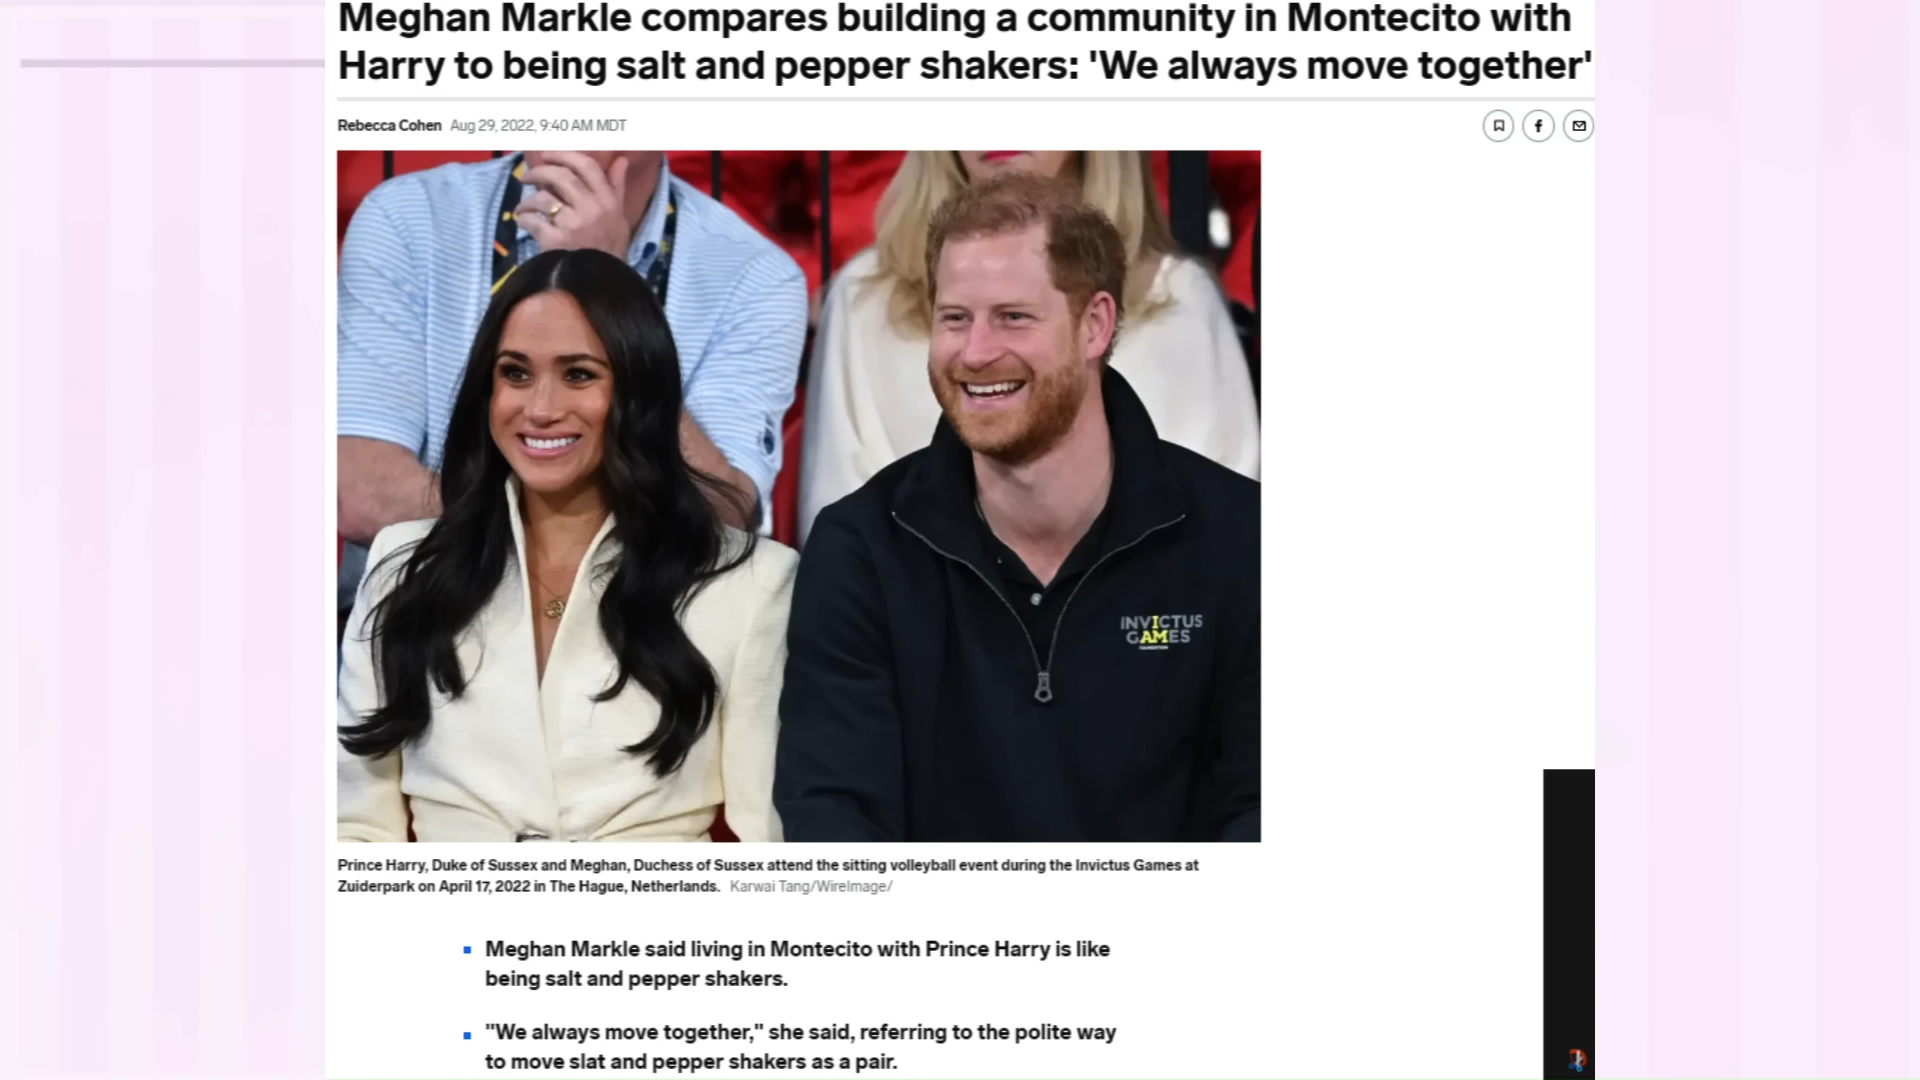 Meghan Markle compares building a community in Montecito with
Harry to being salt and pepper shakers: 'We always move together'
Rebecca Cohen Aug 29, 2022, 9:40 AM MDT
INVICTUS
GAMES
FOUNDATION
Prince Harry, Duke of Sussex and Meghan, Duchess of Sussex attend the sitting volleyball event during the Invictus Games at
Zuiderpark on April 17, 2022 in The Hague, Netherlands. Karwai Tang/WireImage/
Meghan Markle said living in Montecito with Prince Harry is like
being salt and pepper shakers.
"We always move together," she said, referring to the polite way
to move slat and pepper shakers as a pair.